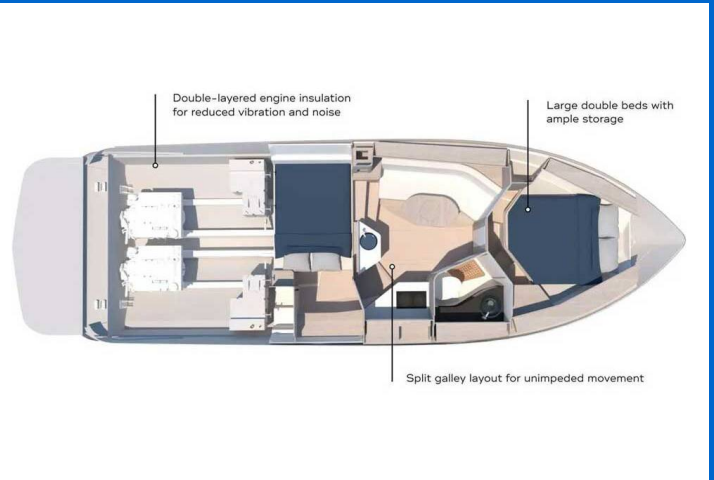 Double-layered engine insulation
for reduced vibration and noise
Large double beds with
ample storage
Split galley layout for unimpeded movement